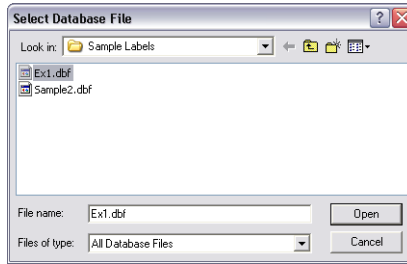 Select Database File
Look in: Sample Labels
Ex1.dbf
Sample2.dbf
File name: Ex1.dbf Open
Files of type: All Database Files Cancel